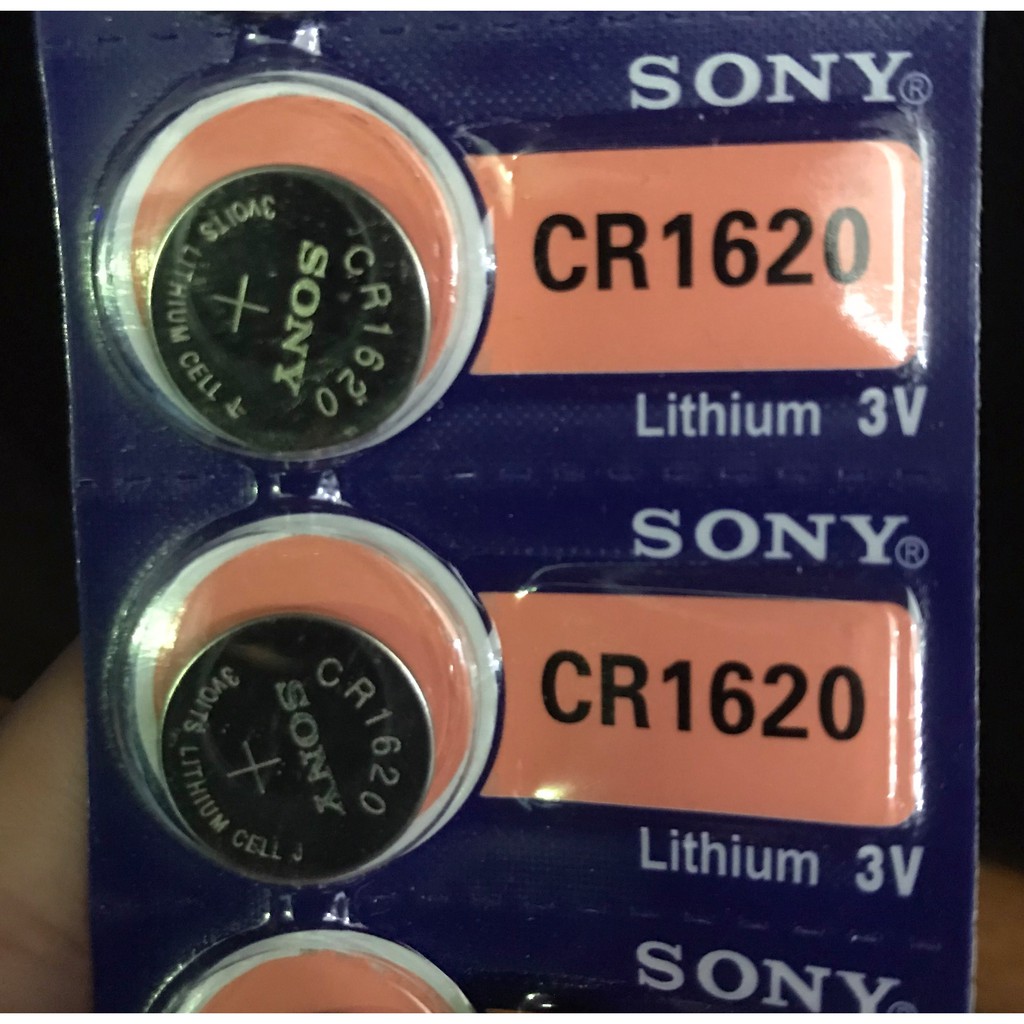 SONY®
CR1620
Lithium 3V
CR1620
SONY
+
3VOLTS LITHIUM CELL
SONY®
CR1620
Lithium 3V
CR1620
SONY
+
3VOLTS LITHIUM CELL J
SONY®